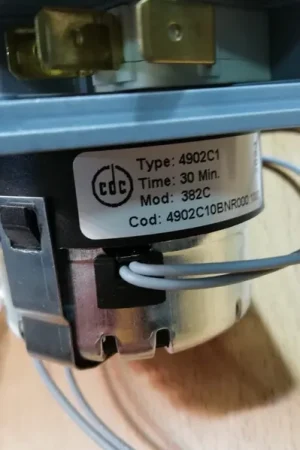 cdc
Type: 4902C1
Time: 30 Min.
Mod: 382C
Cod: 4902C10BNR000